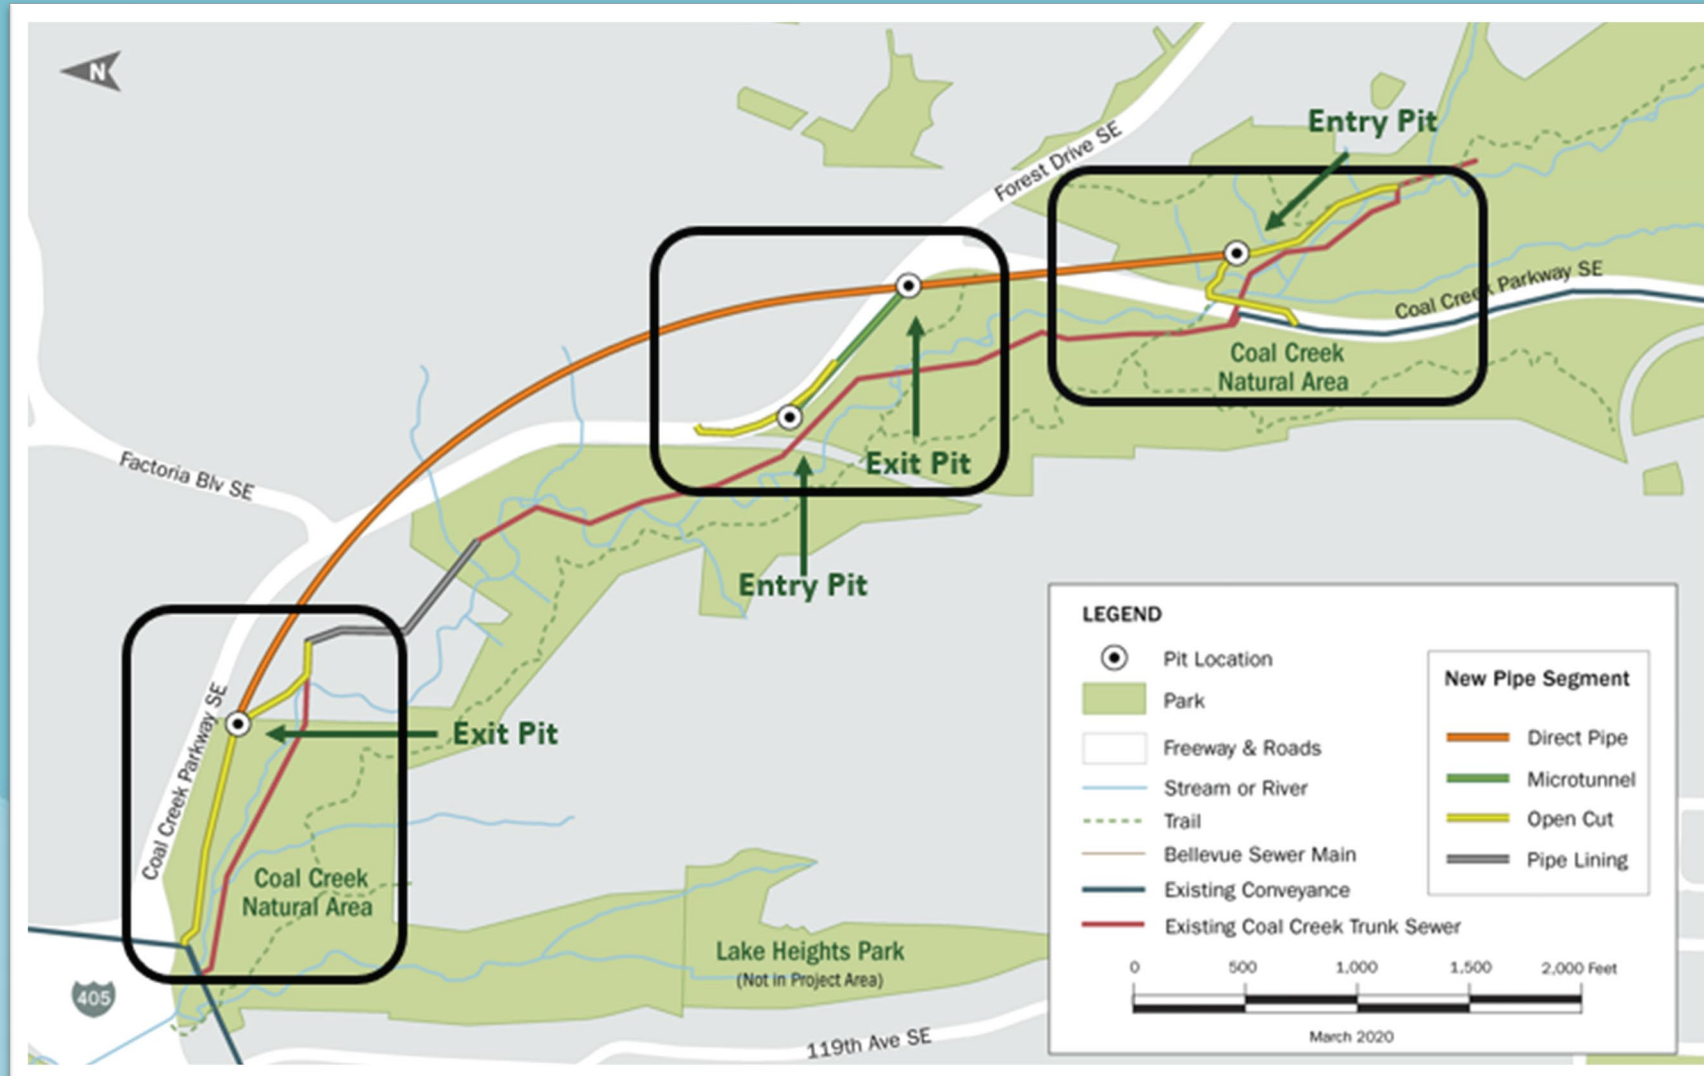 N
Entry Pit
Forest Drive SE
Coal Creek Parkway SE
Coal Creek
Natural Area
Exit Pit
Factoria Blv SE
Entry Pit
Coal Creek Parkway SE
Exit Pit
Coal Creek
Natural Area
Lake Heights Park
(Not in Project Area)
405
119th Ave SE
LEGEND
Pit Location
Park
Freeway & Roads
Stream or River
Trail
Bellevue Sewer Main
Existing Conveyance
Existing Coal Creek Trunk Sewer
New Pipe Segment
Direct Pipe
Microtunnel
Open Cut
Pipe Lining
0 500 1,000 1,500 2,000 Feet
March 2020